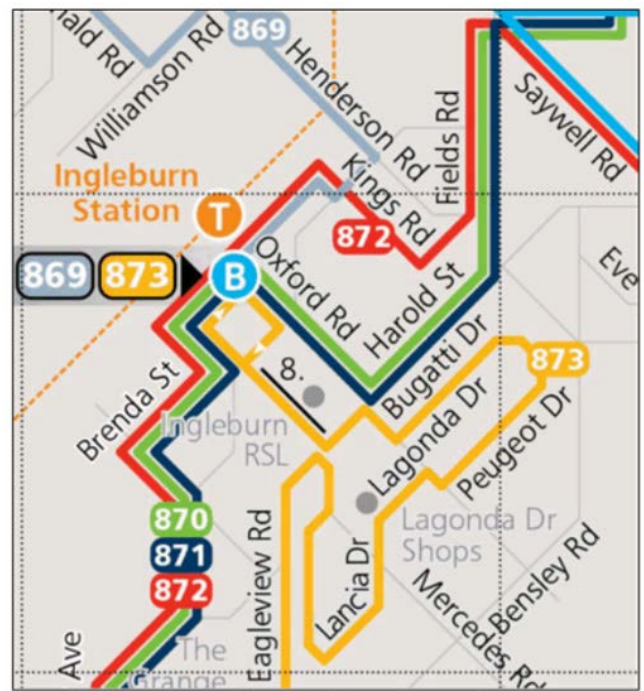 ald Rd
Williamson Rd
869
Henderson Rd
Fields Rd
Saywell Rd
Ingleburn
Station
T
Kings Rd
872
869
873
B
Oxford Rd
Harold St
Eve
Bugatti Dr
873
Brenda St
8.
Ingleburn
RSL
Lagonda Dr
Peugeot Dr
870
871
872
Eagleview Rd
Lancia Dr
Lagonda Dr
Shops
Mercedes Rd
Bensley Rd
Ave
The
Grange